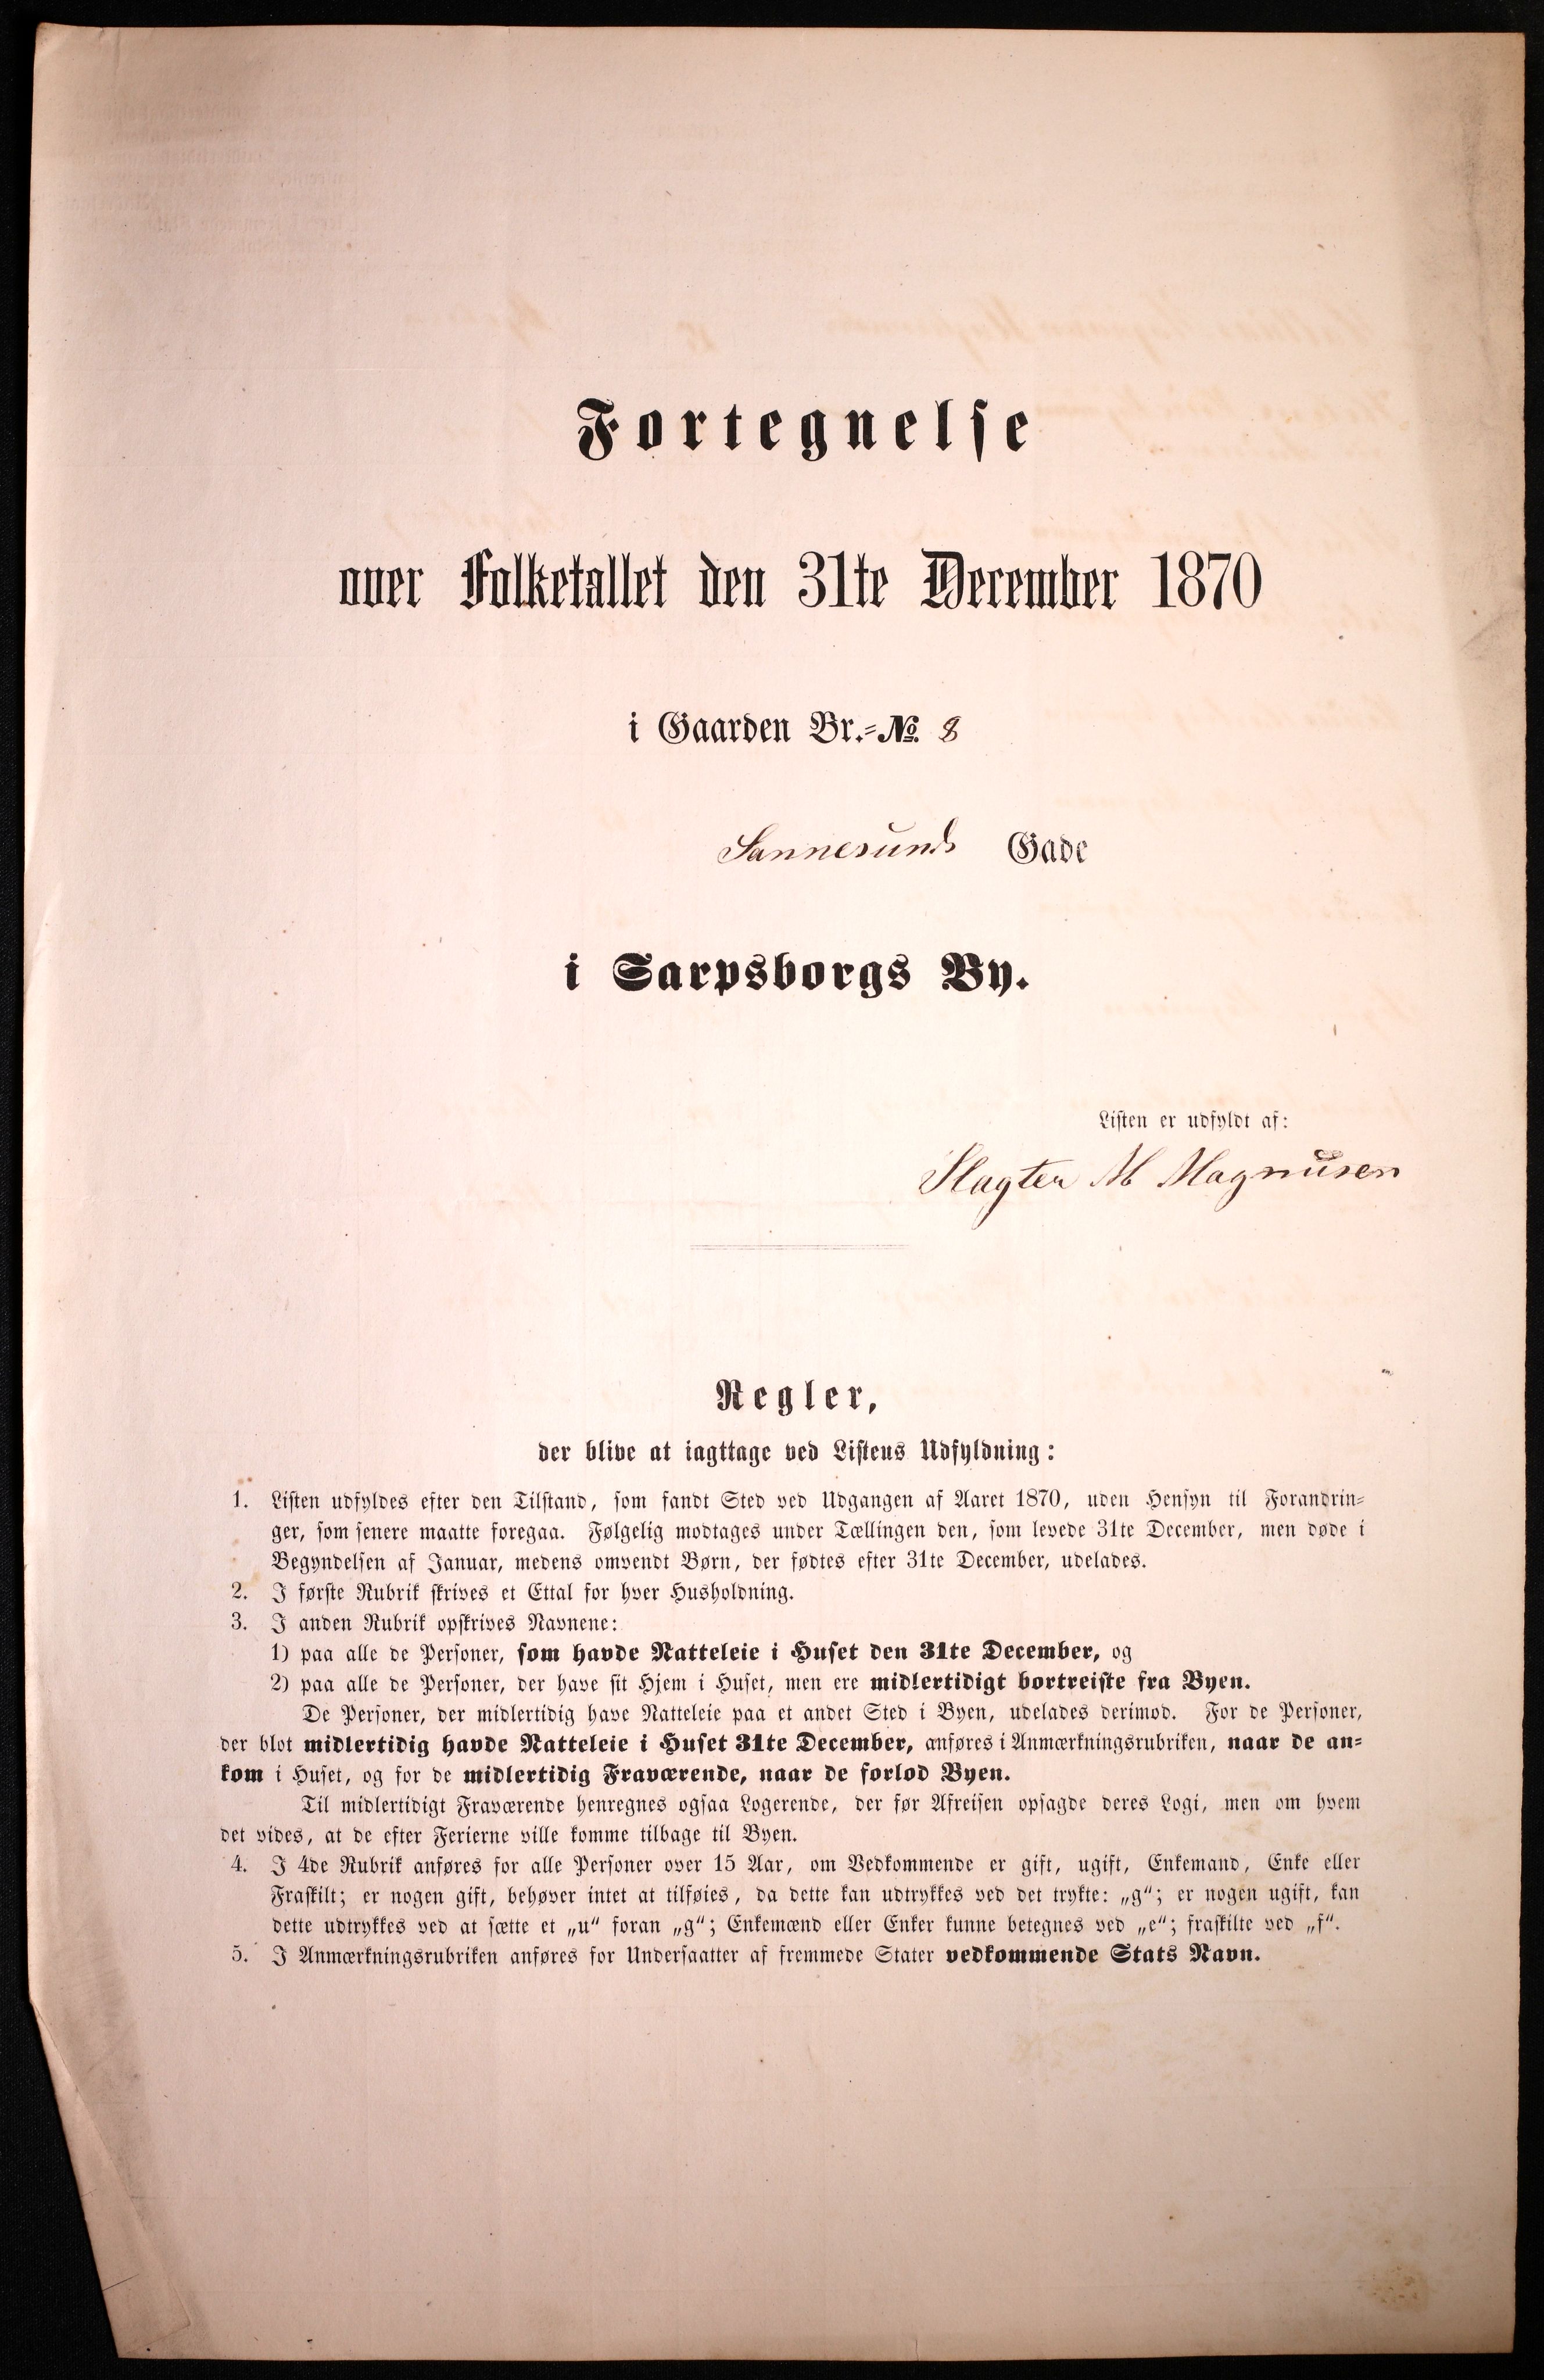 Fortegnelse
over Folketallet den 31te December 1870
i Gaarden Br.=No. 8
Sannesunds Gade
i Sarpsborgs By.
Listen er udfyldt af:
Slagter M Magnusen
Regler,
der blive at iagttage ved Listens Udfyldning:
1. Listen udfyldes efter den Tilstand, som fandt Sted ved Udgangen af Aaret 1870, uden Hensyn til Forandrin=
ger, som senere maatte foregaa. Følgelig modtages under Tællingen den, som levede 31te December, men døde i
Begyndelsen af Januar, medens omvendt Børn, der fødtes efter 31te December, udelades.
2. I første Rubrik skrives et Ettal for hver Husholdning.
3. I anden Rubrik opskrives Navnene:
1) paa alle de Personer, som havde Natteleie i Huset den 31te December, og
2) paa alle de Personer, der have sit Hjem i Huset, men ere midlertidigt bortreiste fra Byen.
De Personer, der midlertidig have Natteleie paa et andet Sted i Byen, udelades derimod. For de Personer,
der blot midlertidig havde Natteleie i Huset 31te December, anføres i Anmærkningsrubriken, naar de an=
kom i Huset, og for de midlertidig Fraværende, naar de forlod Byen.
Til midlertidigt Fraværende henregnes ogsaa Logerende, der før Afreisen opsagde deres Logi, men om hvem
det vides, at de efter Ferierne ville komme tilbage til Byen.
4. I 4de Rubrik anføres for alle Personer over 15 Aar, om Vedkommende er gift, ugift, Enkemand, Enke eller
Fraskilt; er nogen gift, behøver intet at tilføies, da dette kan udtrykkes ved det trykte: „g“; er nogen ugift, kan
dette udtrykkes ved at sætte et „u“ foran „g“; Enkemænd eller Enker kunne betegnes ved „e“; fraskilte ved „f“.
5. I Anmærkningsrubriken anføres for Undersaatter af fremmede Stater vedkommende Stats Navn.